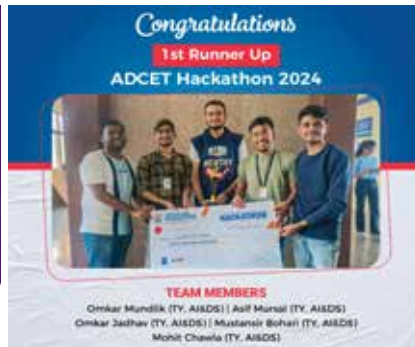 Congratulations
1st Runner Up
ADCET Hackathon 2024
HACKATHON
TEAM MEMBERS
Omkar Mundlik (TY, AI&DS) | Asif Mursal (TY, AI&DS)
Omkar Jadhav (TY, AI&DS) | Mustansir Bohari (TY, AI&DS)
Mohit Chawla (TY, AI&DS)